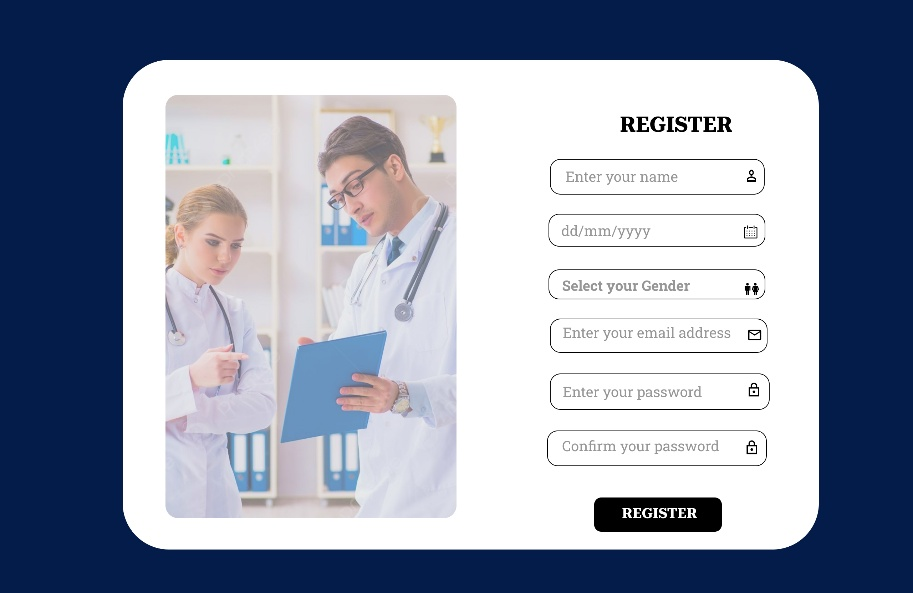 REGISTER
Enter your name
dd/mm/yyyy
Select your Gender
Enter your email address
Enter your password
Confirm your password
REGISTER